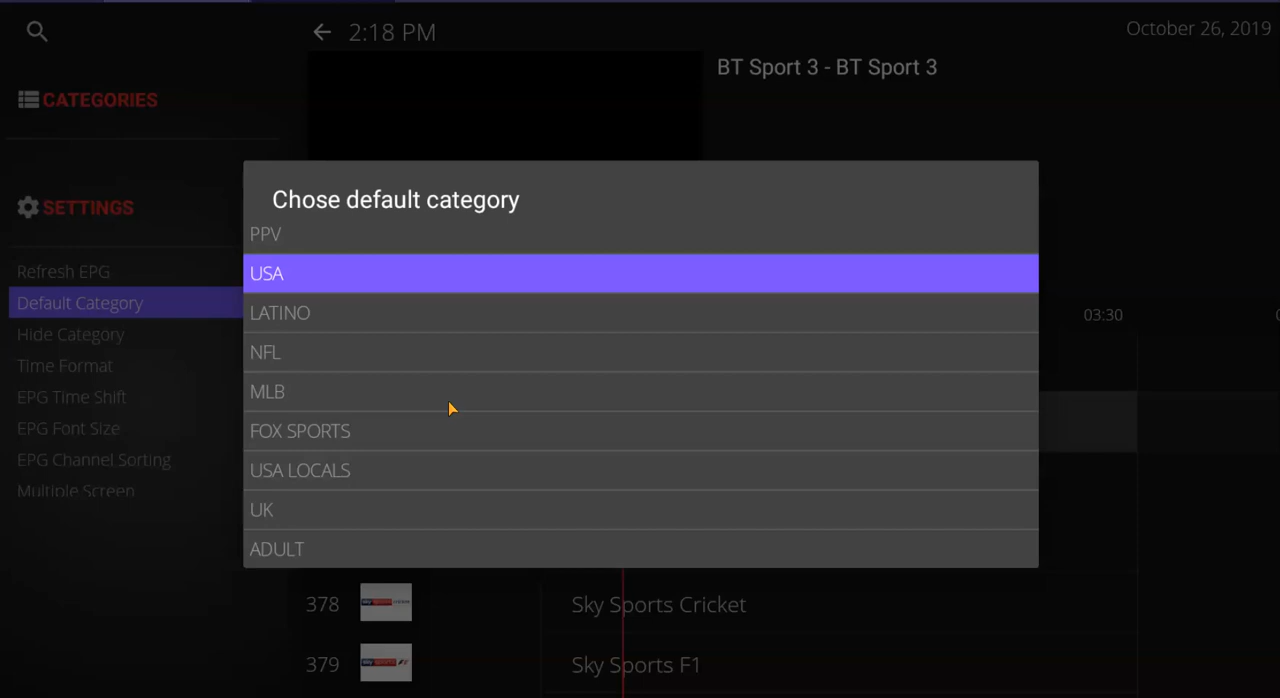 2:18 PM
October 26, 2019
BT Sport 3 - BT Sport 3
CATEGORIES
SETTINGS
Refresh EPG
Default Category
Hide Category
Time Format
EPG Time Shift
EPG Font Size
EPG Channel Sorting
Multiple Screen
Chose default category
PPV
USA
LATINO
NFL
MLB
FOX SPORTS
USA LOCALS
UK
ADULT
03:30
378
Sky Sports Cricket
379
Sky Sports F1